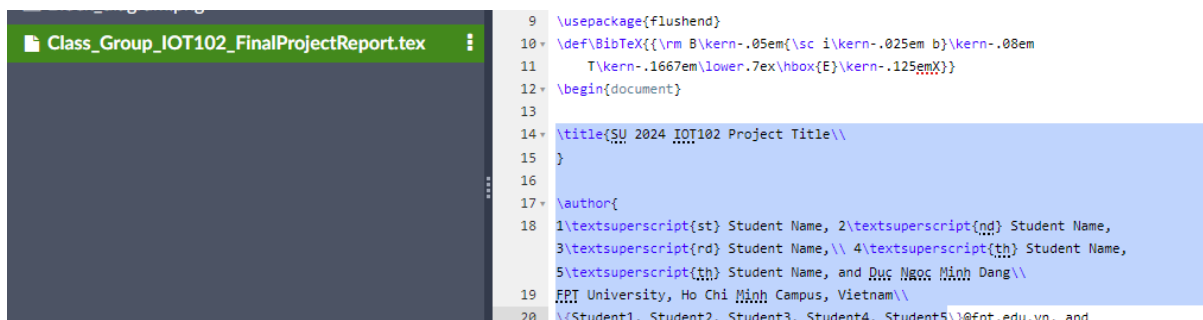 Class_Group_IOT102_FinalProjectReport.tex
9 \usepackage{flushend}
10 \def\BibTeX{{\rm B\kern-.05em{\sc i\kern-.025em b}\kern-.08em
11 T\kern-.1667em\lower.7ex\hbox{E}\kern-.125emX}}
12 \begin{document}
13
14 \title{SU 2024 IOT102 Project Title\\
15 }
16
17 \author{
18 1\textsuperscript{st} Student Name, 2\textsuperscript{nd} Student Name,
3\textsuperscript{rd} Student Name,\\ 4\textsuperscript{th} Student Name,
5\textsuperscript{th} Student Name, and Duc Ngoc Minh Dang\\
19 FPT University, Ho Chi Minh Campus, Vietnam\\
20 \{Student1, Student2, Student3, Student4, Student5\}@fpt.edu.vn, and